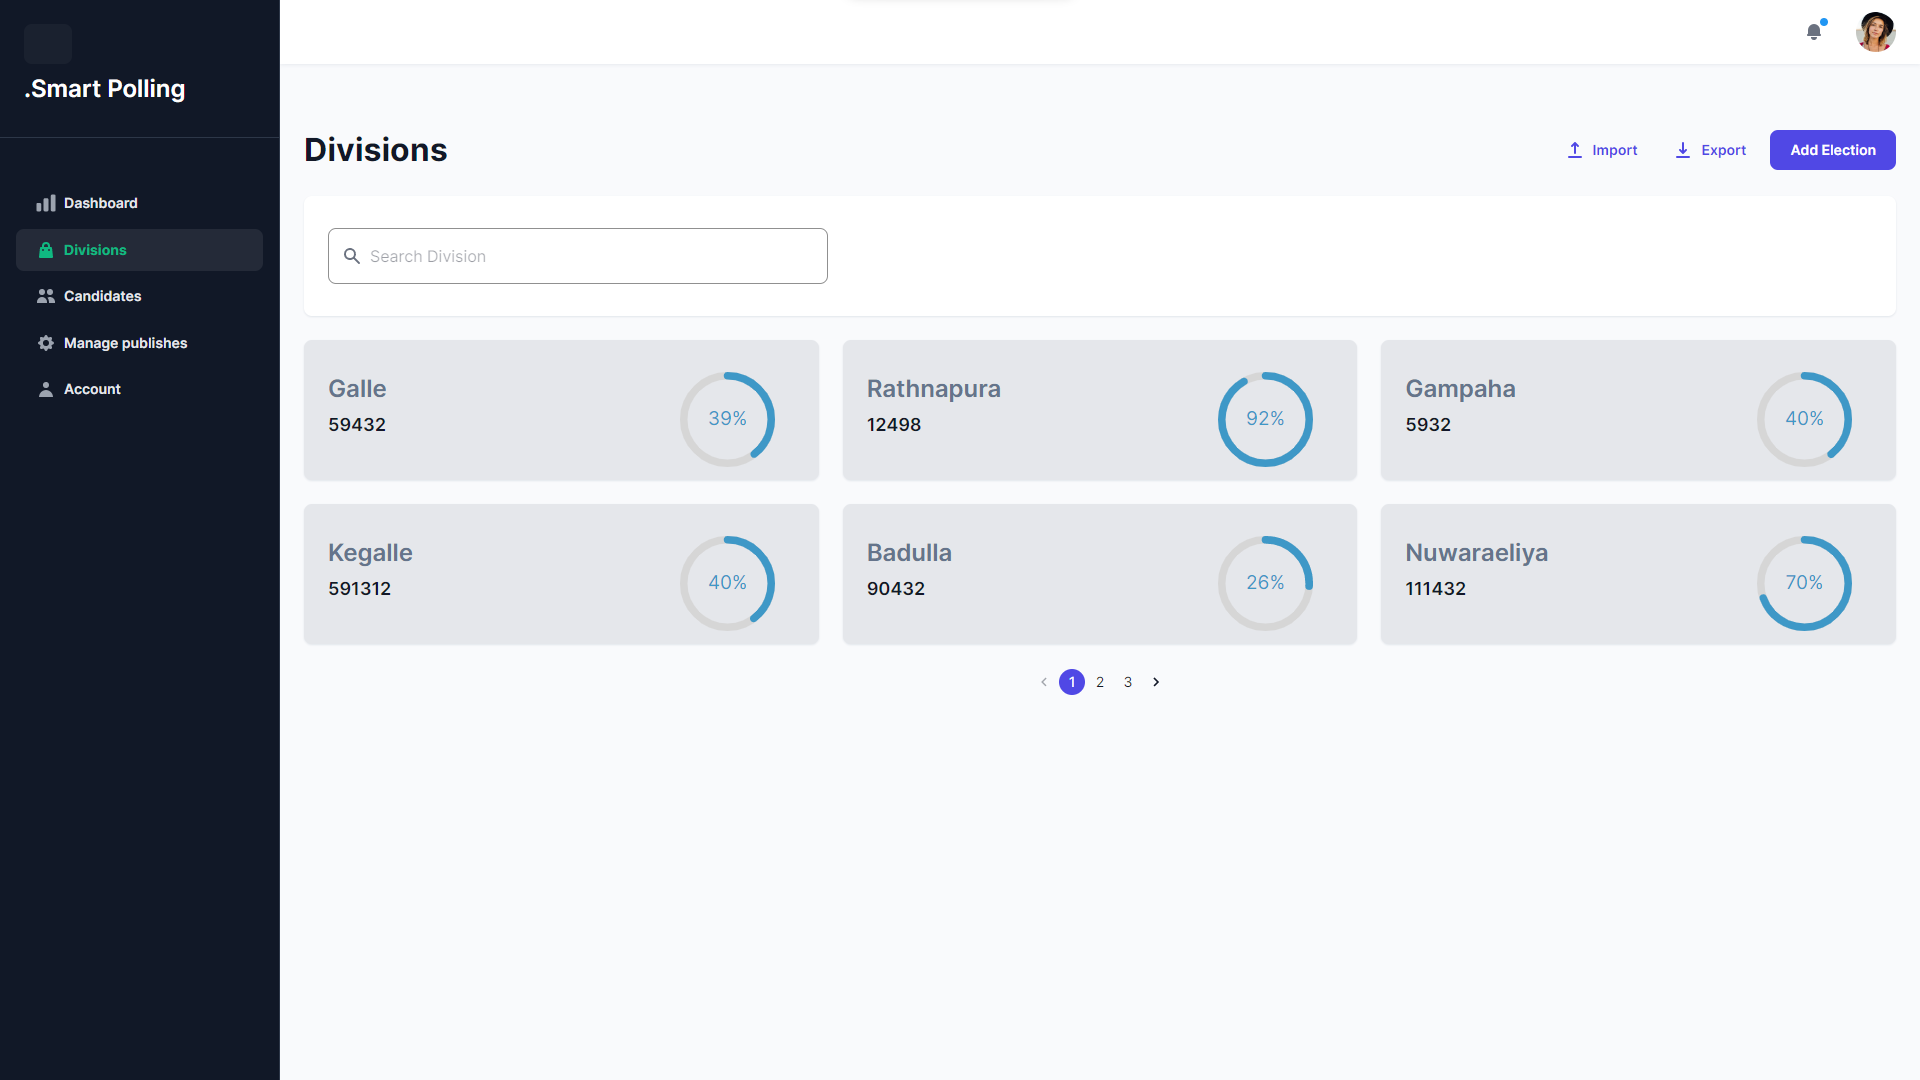 .Smart Polling
Dashboard
Divisions
Candidates
Manage publishes
Account
Divisions
Import
Export
Add Election
Search Division
Galle
59432
39%
Rathnapura
12498
92%
Gampaha
5932
40%
Kegalle
591312
40%
Badulla
90432
26%
Nuwaraeliya
111432
70%
1 2 3